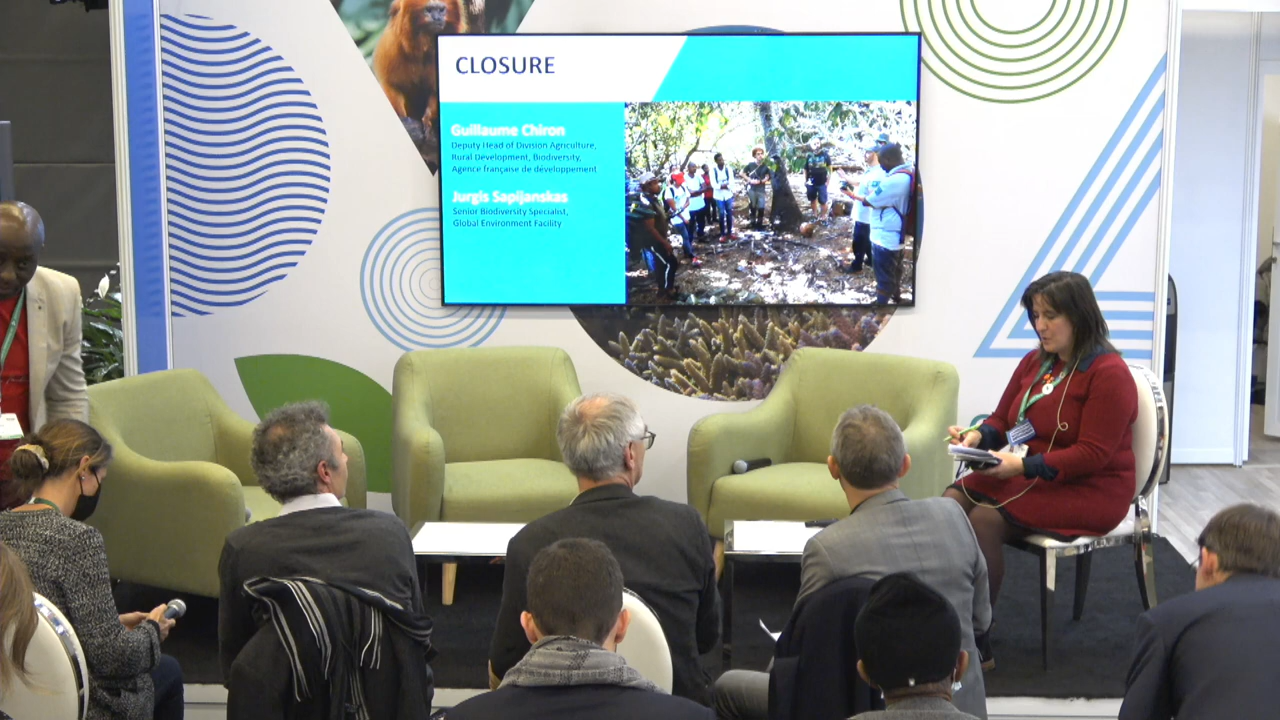 CLOSURE
Guillaume Chiron
Deputy Head of Division Agriculture,
Rural Development, Biodiversity,
Agence française de développement
Jurgis Sapijanskas
Senior Biodiversity Specialist,
Global Environment Facility